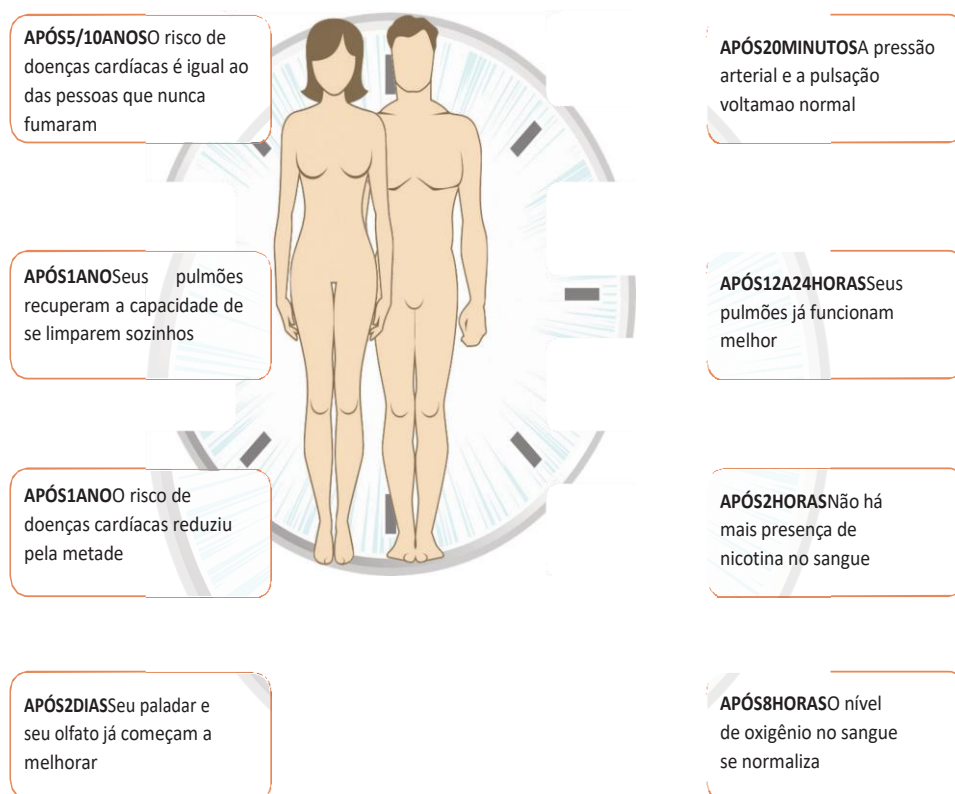 APÓS5/10ANOSO risco de
doenças cardíacas é igual ao
das pessoas que nunca
fumaram
APÓS20MINUTOSA pressão
arterial e a pulsação
voltamao normal
APÓS1ANOSeus pulmões
recuperam a capacidade de
se limparem sozinhos
APÓS12A24HORASSeus
pulmões já funcionam
melhor
APÓS1ANOO risco de
doenças cardíacas reduziu
pela metade
APÓS2HORASNão há
mais presença de
nicotina no sangue
APÓS2DIASSeu paladar e
seu olfato já começam a
melhorar
APÓS8HORASO nível
de oxigênio no sangue
se normaliza